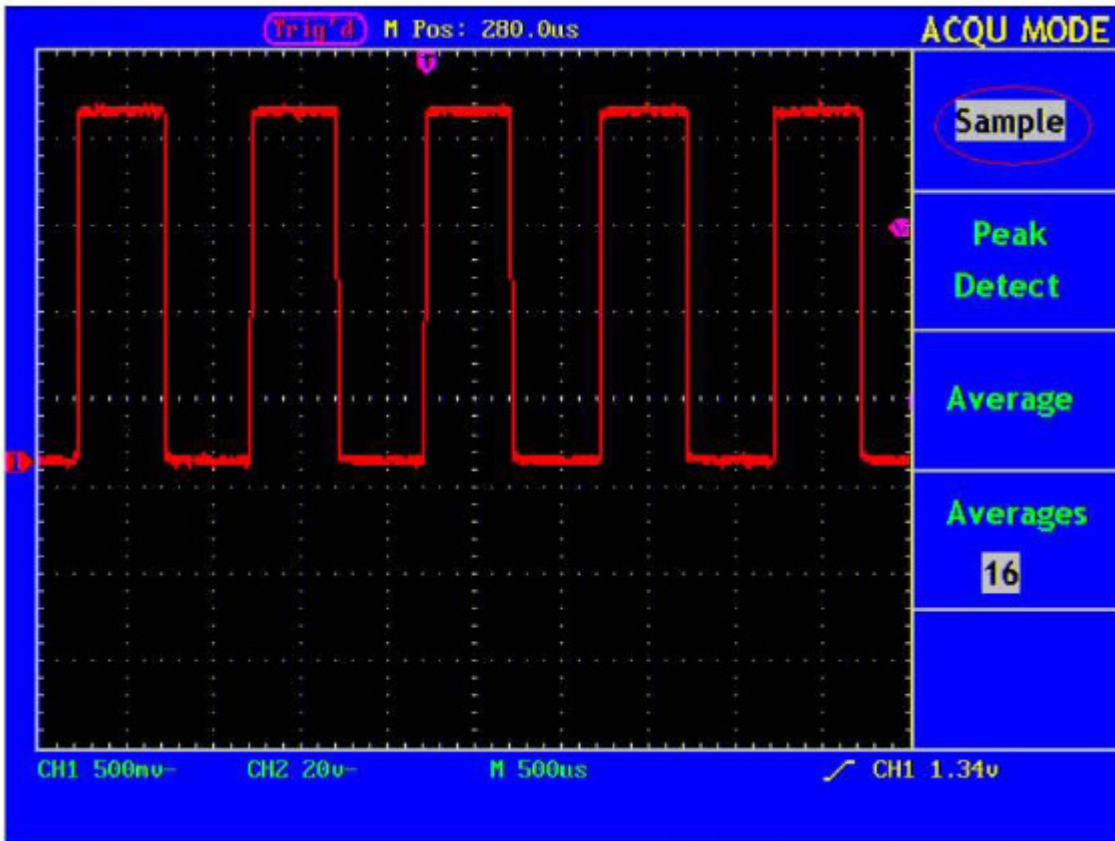 Trig'd M Pos: 280.0us
ACQU MODE
T
Sample
Peak
Detect
Average
1
Averages
16
CH1 500mv- CH2 20v- M 500us CH1 1.34v